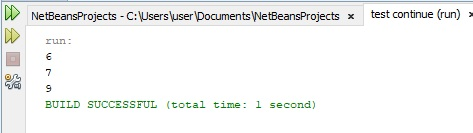 NetBeansProjects - C:\Users\user\Documents\NetBeansProjects × test continue (run) ×
run:
6
7
9
BUILD SUCCESSFUL (total time: 1 second)